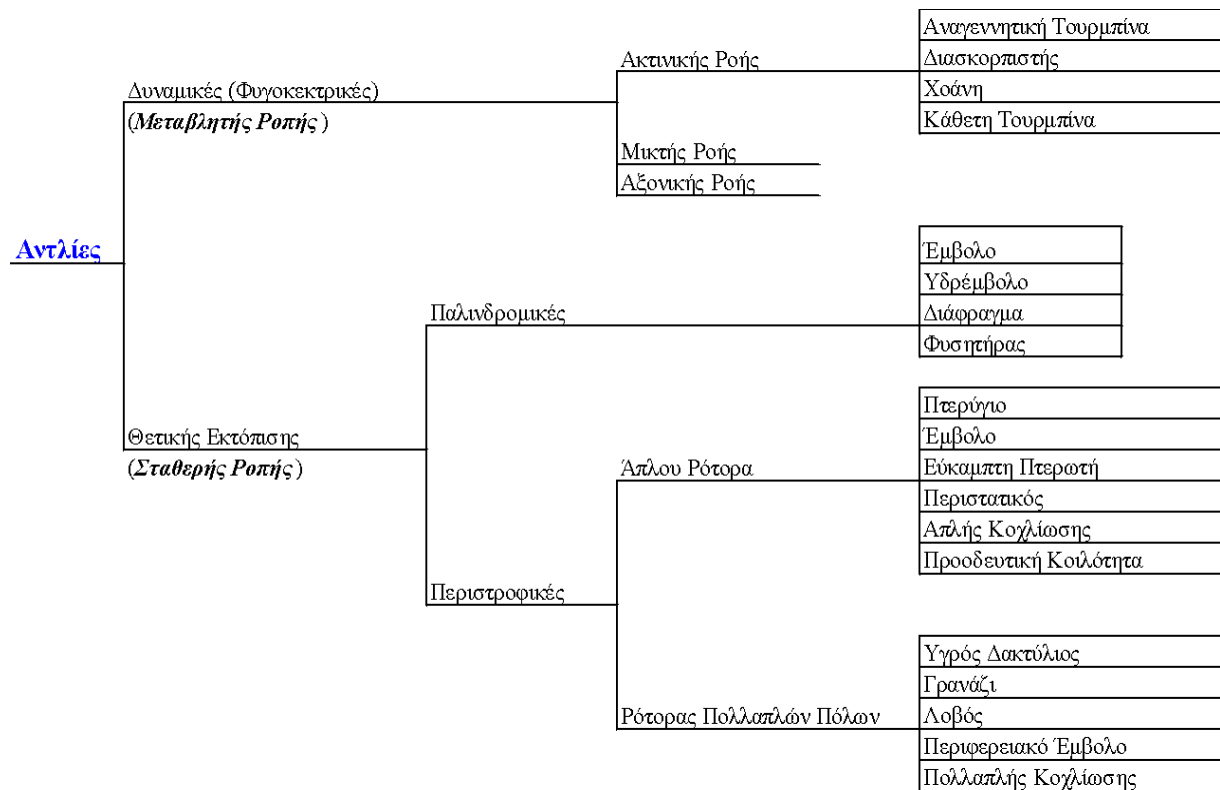 Αντλίες
Δυναμικές (Φυγοκεκτρικές)
(Μεταβλητής Ροπής )
Ακτινικής Ροής
Αναγεννητική Τουρμπίνα
Διασκορπιστής
Χοάνη
Κάθετη Τουρμπίνα
Μικτής Ροής
Αξονικής Ροής
Θετικής Εκτόπισης
(Σταθερής Ροπής )
Παλινδρομικές
Έμβολο
Υδρέμβολο
Διάφραγμα
Φυσητήρας
Περιστροφικές
Άπλου Ρότορα
Πτερύγιο
Έμβολο
Εύκαμπτη Πτερωτή
Περιστατικός
Απλής Κοχλίωσης
Προοδευτική Κοιλότητα
Ρότορας Πολλαπλών Πόλων
Υγρός Δακτύλιος
Γρανάζι
Λοβός
Περιφερειακό Έμβολο
Πολλαπλής Κοχλίωσης